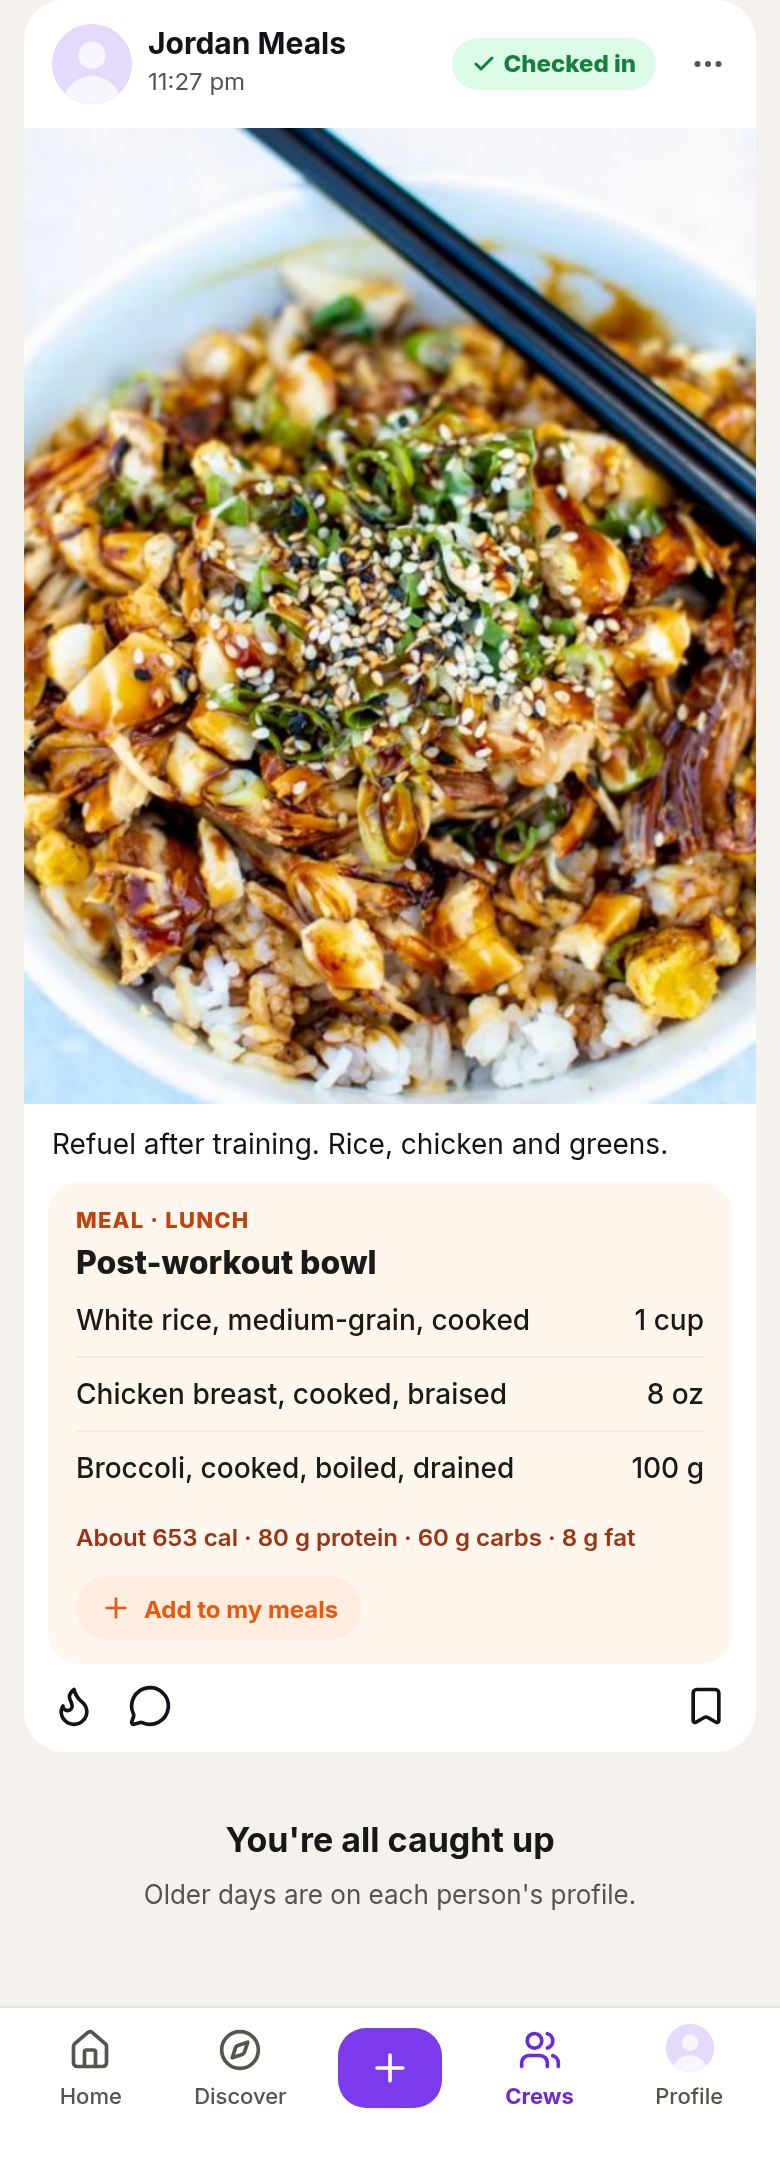 Jordan Meals
11:27 pm
Checked in
Refuel after training. Rice, chicken and greens.
MEAL · LUNCH
Post-workout bowl
White rice, medium-grain, cooked 1 cup
Chicken breast, cooked, braised 8 oz
Broccoli, cooked, boiled, drained 100 g
About 653 cal · 80 g protein · 60 g carbs · 8 g fat
Add to my meals
You're all caught up
Older days are on each person's profile.
Home Discover Crews Profile